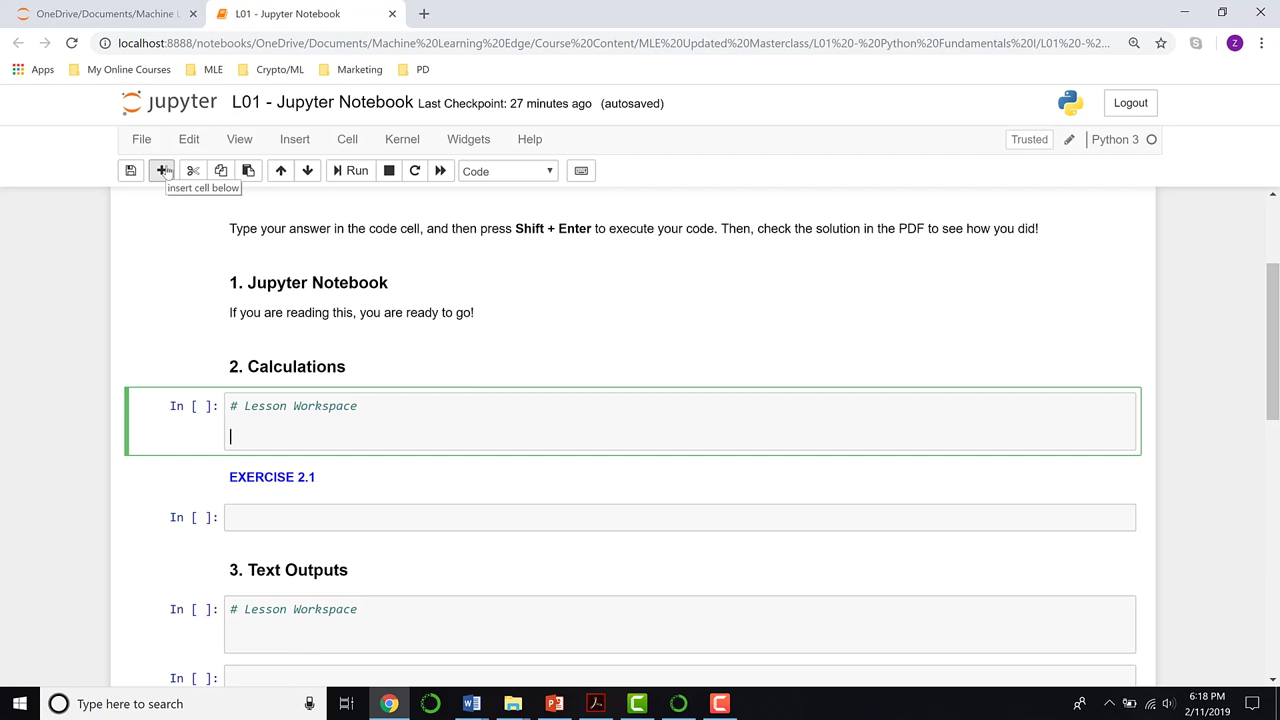 OneDrive/Documents/Machine L
L01 - Jupyter Notebook
localhost:8888/notebooks/OneDrive/Documents/Machine%20Learning%20Edge/Course%20Content/MLE%20Updated%20Masterclass/L01%20-%20Python%20Fundamentals%20I/L01%20-%...
Apps My Online Courses MLE Crypto/ML Marketing PD
jupyter L01 - Jupyter Notebook Last Checkpoint: 27 minutes ago (autosaved) Logout
File Edit View Insert Cell Kernel Widgets Help Trusted Python 3
Run Code
insert cell below
Type your answer in the code cell, and then press Shift + Enter to execute your code. Then, check the solution in the PDF to see how you did!
1. Jupyter Notebook
If you are reading this, you are ready to go!
2. Calculations
In [ ]: # Lesson Workspace
EXERCISE 2.1
In [ ]:
3. Text Outputs
In [ ]: # Lesson Workspace
In [ ]:
Type here to search
6:18 PM
2/11/2019